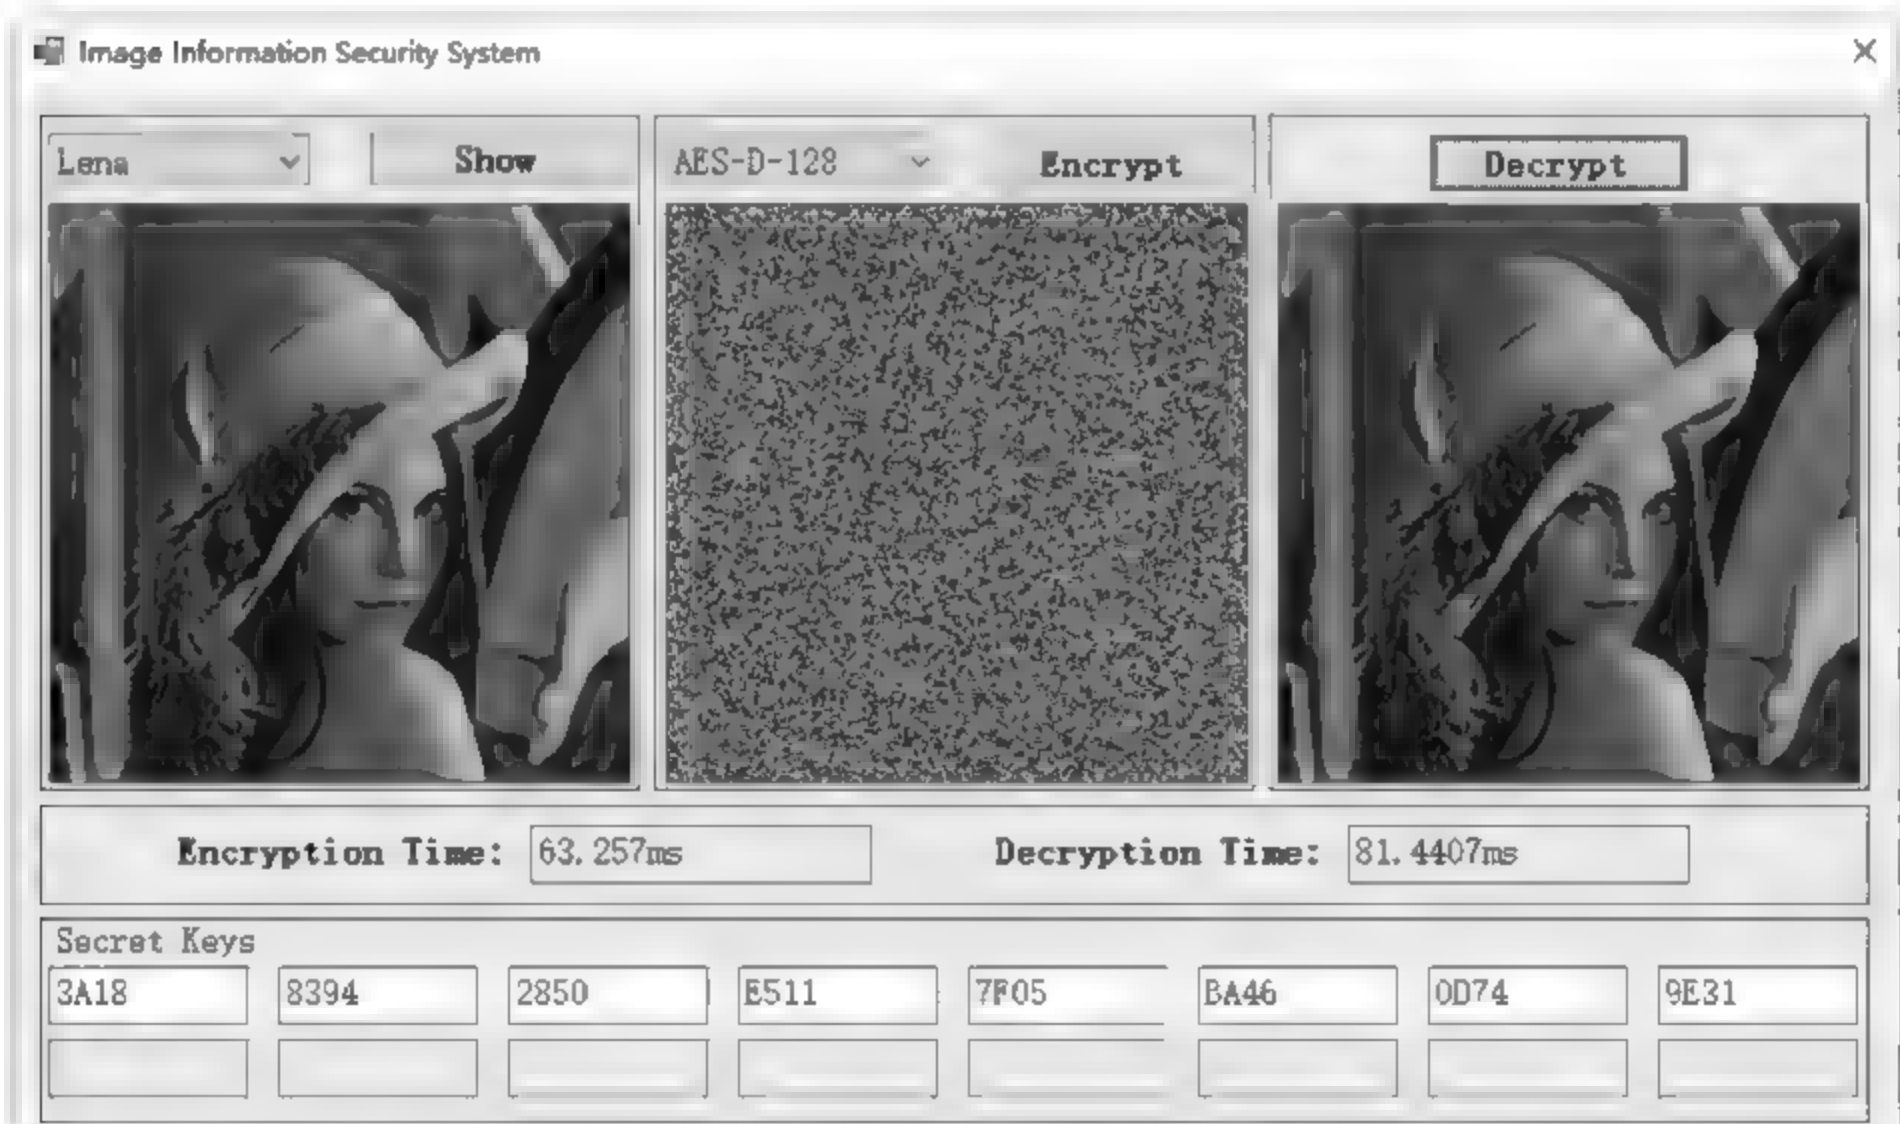 Image Information Security System
Lena Show AES-D-128 Encrypt Decrypt
Encryption Time: 63.257ms Decryption Time: 81.4407ms
Secret Keys
3A18 8394 2850 E511 7F05 BA46 0D74 9E31